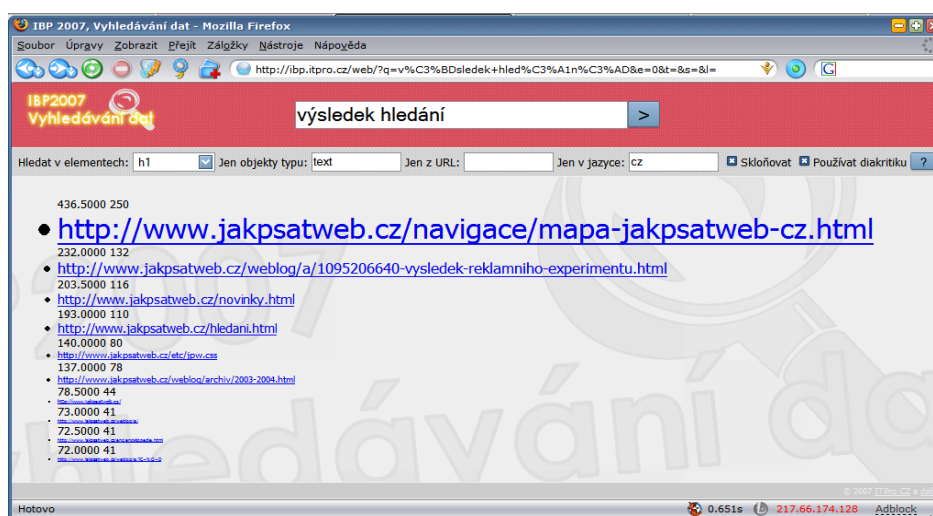 IBP 2007, Vyhledávání dat - Mozilla Firefox
Soubor Úpravy Zobrazit Přejít Záložky Nástroje Nápověda
http://ibp.itpro.cz/web/?q=v%C3%BDsledek+hled%C3%A1n%C3%AD&e=0&t=&s=&l=
IBP2007
Vyhledávání dat
výsledek hledání >
Hledat v elementech: h1 Jen objekty typu: text Jen z URL: Jen v jazyce: cz Skloňovat Používat diakritiku ?
436.5000 250
http://www.jakpsatweb.cz/navigace/mapa-jakpsatweb-cz.html
232.0000 132
http://www.jakpsatweb.cz/weblog/a/1095206640-vysledek-reklamniho-experimentu.html
203.5000 116
http://www.jakpsatweb.cz/novinky.html
193.0000 110
http://www.jakpsatweb.cz/hledani.html
140.0000 80
http://www.jakpsatweb.cz/etc/jpw.css
137.0000 78
http://www.jakpsatweb.cz/weblog/archiv/2003-2004.html
78.5000 44
http://www.jakpsatweb.cz/
73.0000 41
72.5000 41
72.0000 41
© 2007 ITPro CZ a
Hotovo 0.651s 217.66.174.128 Adblock